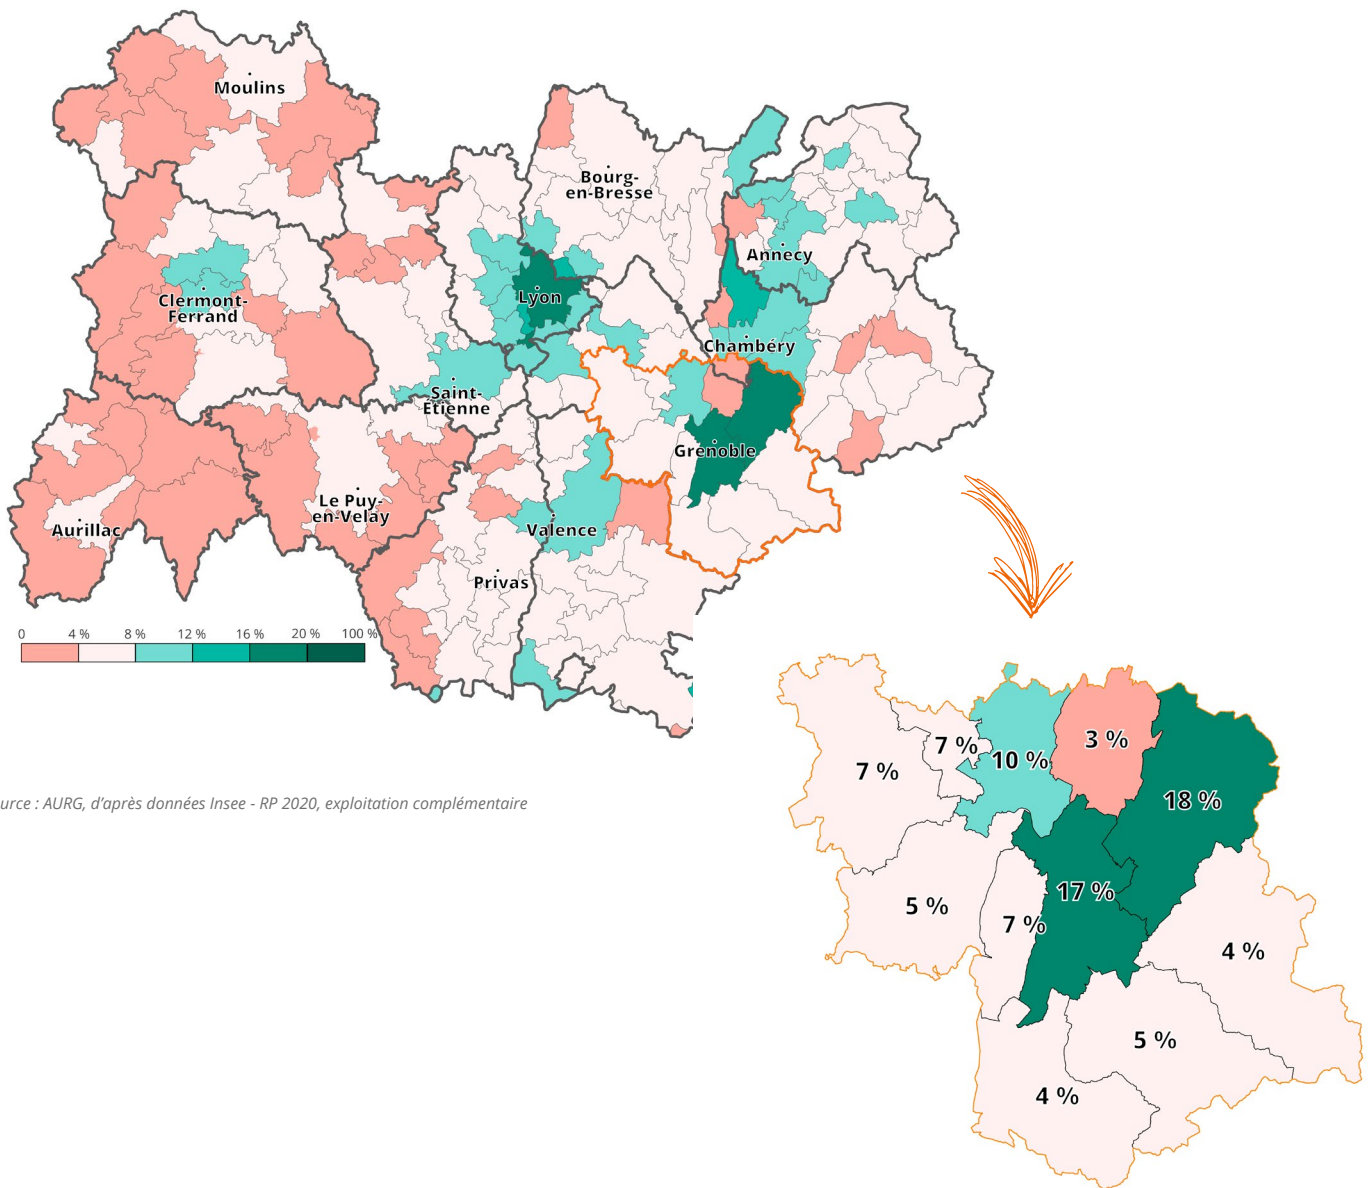 Moulins
Bourg-
en-Bresse
Annecy
Lyon
Clermont-
Ferrand
Chambéry
Saint-
Étienne
Grenoble
Le Puy-
en-Velay
Aurillac
Valence
Privas
0 4 % 8 % 12 % 16 % 20 % 100 %
urce : AURG, d’après données Insee - RP 2020, exploitation complémentaire
3 %
7 %
10 %
7 %
18 %
17 %
5 %
7 %
4 %
5 %
4 %